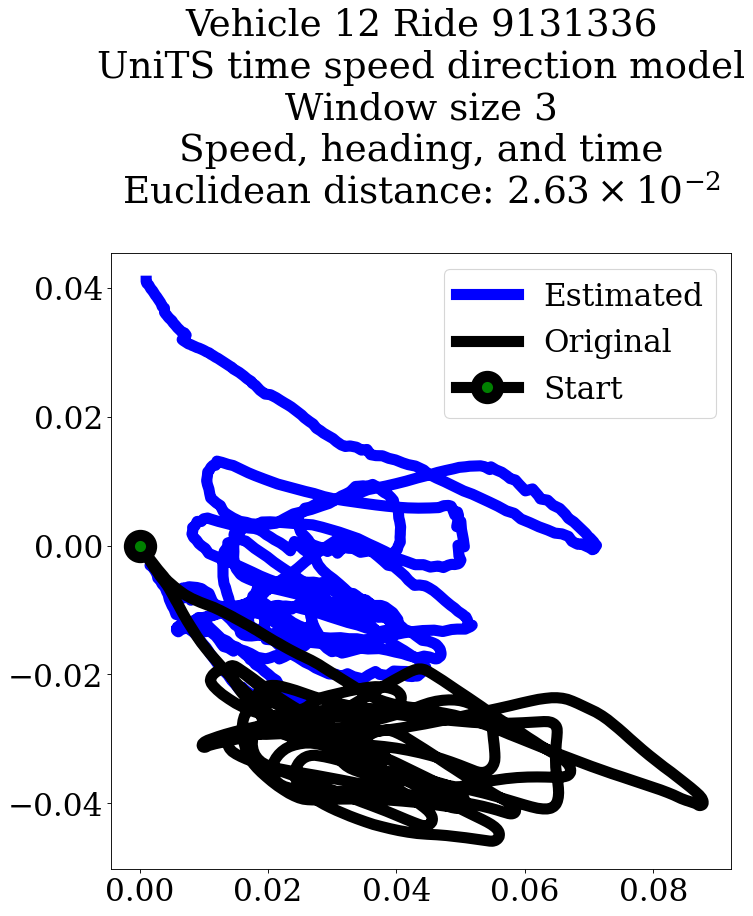 Vehicle 12 Ride 9131336
UniTS time speed direction model
Window size 3
Speed, heading, and time
Euclidean distance: 2.63 × 10⁻²
Estimated
Original
Start
0.04
0.02
0.00
−0.02
−0.04
0.00 0.02 0.04 0.06 0.08